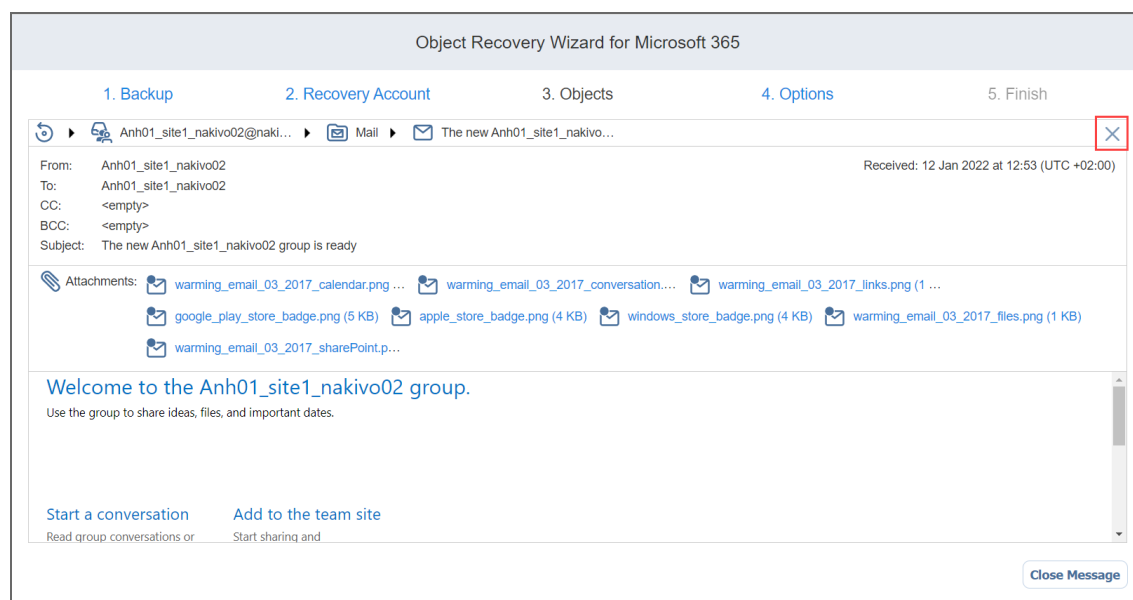 Object Recovery Wizard for Microsoft 365
1. Backup 2. Recovery Account 3. Objects 4. Options 5. Finish
Anh01_site1_nakivo02@naki... Mail The new Anh01_site1_nakivo...
From: Anh01_site1_nakivo02 Received: 12 Jan 2022 at 12:53 (UTC +02:00)
To: Anh01_site1_nakivo02
CC: <empty>
BCC: <empty>
Subject: The new Anh01_site1_nakivo02 group is ready
Attachments: warming_email_03_2017_calendar.png ... warming_email_03_2017_conversation.... warming_email_03_2017_links.png (1 ...
google_play_store_badge.png (5 KB) apple_store_badge.png (4 KB) windows_store_badge.png (4 KB) warming_email_03_2017_files.png (1 KB)
warming_email_03_2017_sharePoint.p...
Welcome to the Anh01_site1_nakivo02 group.
Use the group to share ideas, files, and important dates.
Start a conversation Add to the team site
Read group conversations or Start sharing and
Close Message